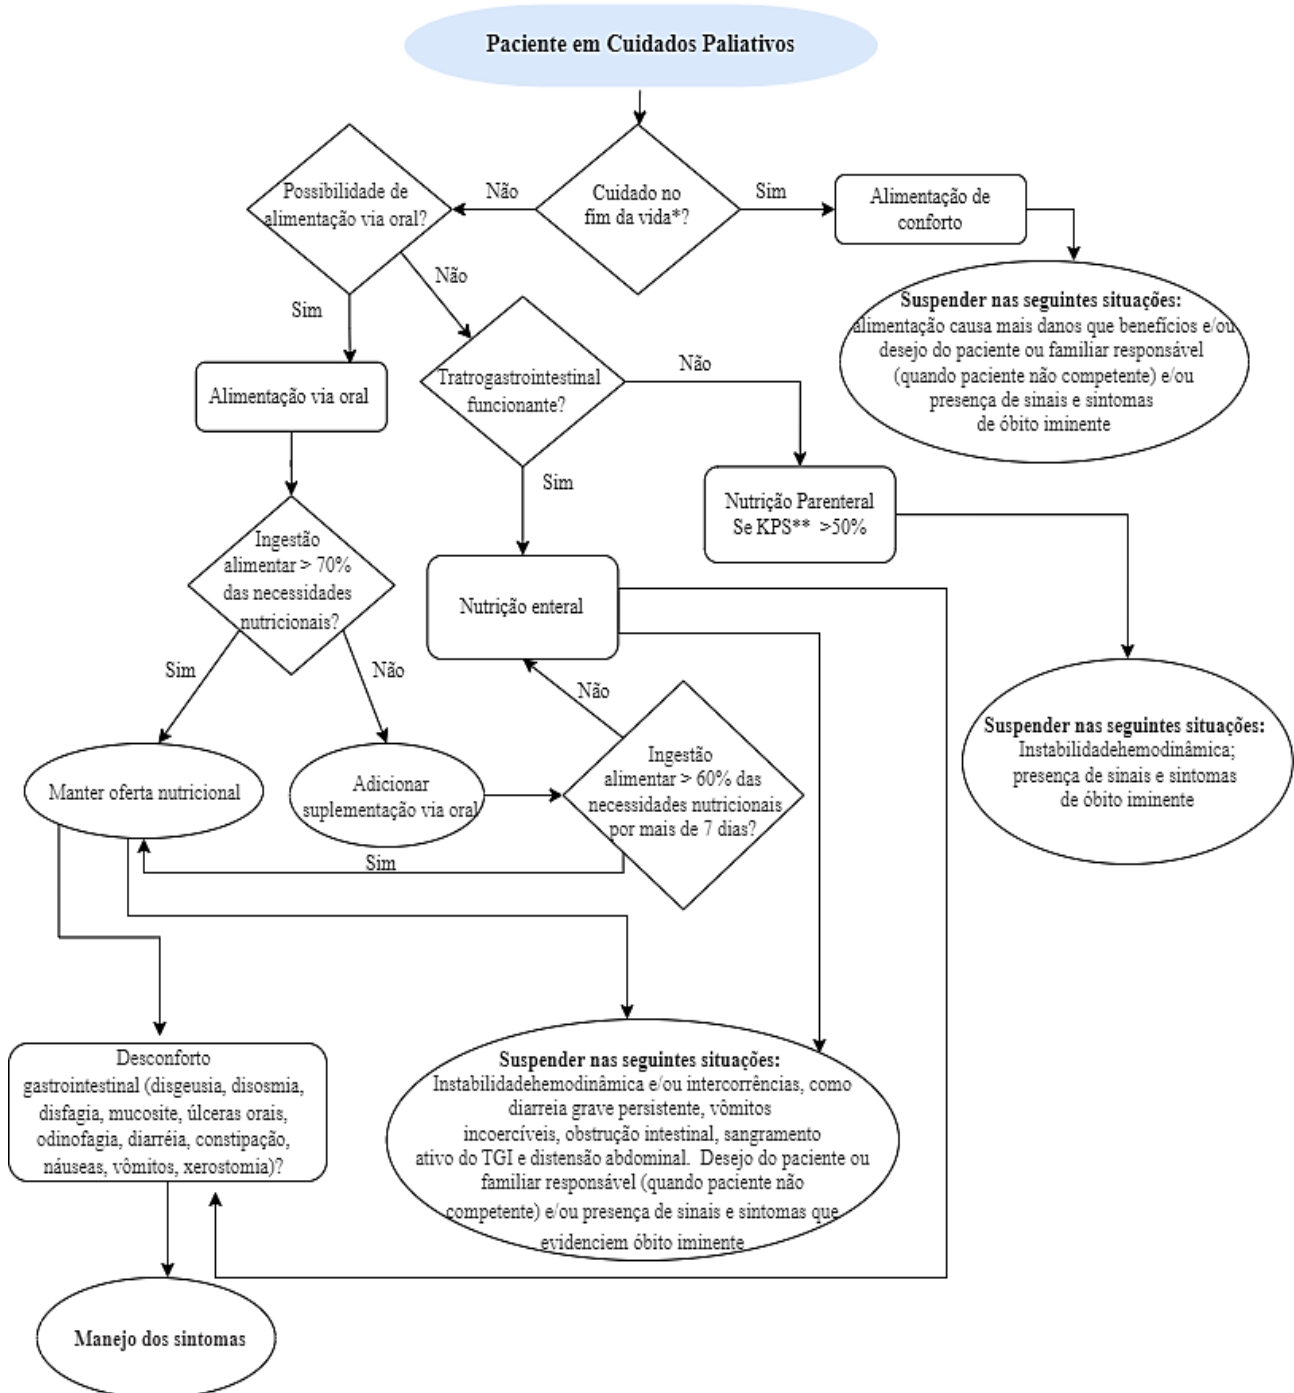 Paciente em Cuidados Paliativos
Cuidado no
fim da vida*?
Não
Sim
Possibilidade de
alimentação via oral?
Alimentação de
conforto
Suspender nas seguintes situações:
alimentação causa mais danos que benefícios e/ou
desejo do paciente ou familiar responsável
(quando paciente não competente) e/ou
presença de sinais e sintomas
de óbito iminente
Não
Sim
Tratrogastrointestinal
funcionante?
Não
Alimentação via oral
Sim
Nutrição Parenteral
Se KPS** >50%
Ingestão
alimentar > 70%
das necessidades
nutricionais?
Nutrição enteral
Sim
Não
Não
Suspender nas seguintes situações:
Instabilidadehemodinâmica;
presença de sinais e sintomas
de óbito iminente
Manter oferta nutricional
Adicionar
suplementação via oral
Ingestão
alimentar > 60% das
necessidades nutricionais
por mais de 7 dias?
Sim
Desconforto
gastrointestinal (disgeusia, disosmia,
disfagia, mucosite, úlceras orais,
odinofagia, diarréia, constipação,
náuseas, vômitos, xerostomia)?
Suspender nas seguintes situações:
Instabilidadehemodinâmica e/ou intercorrências, como
diarreia grave persistente, vômitos
incoercíveis, obstrução intestinal, sangramento
ativo do TGI e distensão abdominal. Desejo do paciente ou
familiar responsável (quando paciente não
competente) e/ou presença de sinais e sintomas que
evidenciem óbito iminente
Manejo dos sintomas